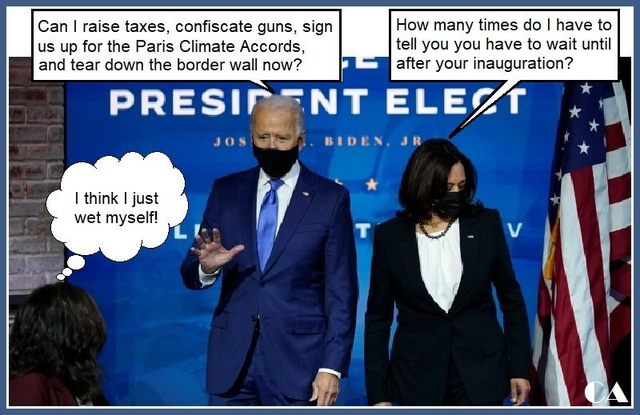 Can I raise taxes, confiscate guns, sign
us up for the Paris Climate Accords,
and tear down the border wall now?
How many times do I have to
tell you you have to wait until
after your inauguration?
PRESIDENT ELECT
BIDEN, JR
I think I just
wet myself!
CA